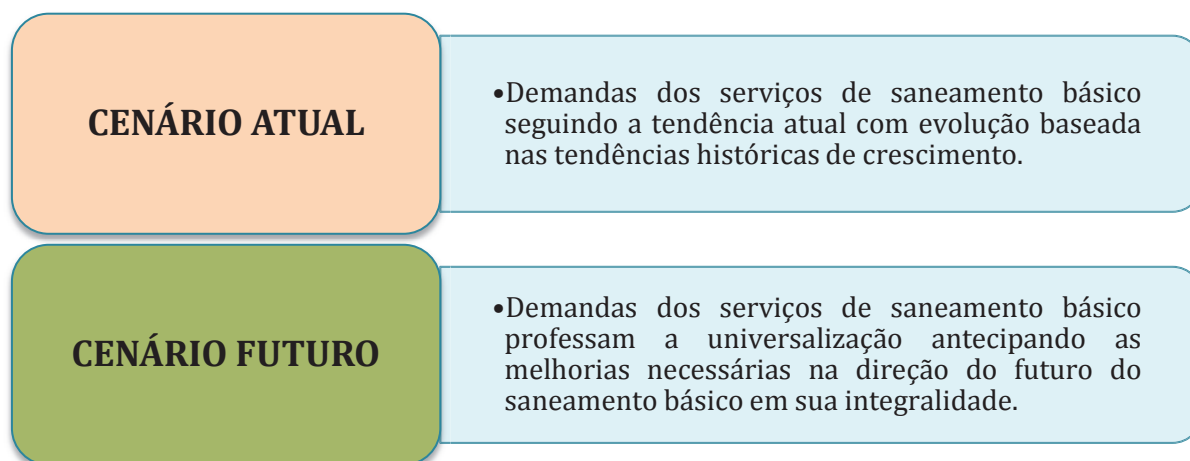 CENÁRIO ATUAL
•Demandas dos serviços de saneamento básico
seguindo a tendência atual com evolução baseada
nas tendências históricas de crescimento.
CENÁRIO FUTURO
•Demandas dos serviços de saneamento básico
professam a universalização antecipando as
melhorias necessárias na direção do futuro do
saneamento básico em sua integralidade.